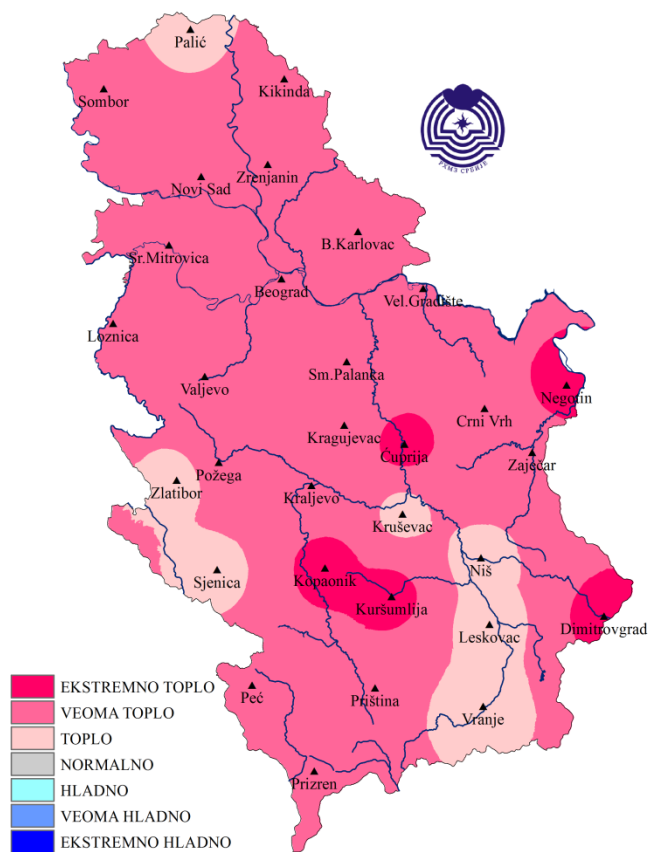 Palić
Kikinda
Sombor
РХМЗ СРБИЈЕ
Zrenjanin
Novi Sad
B.Karlovac
Sr.Mitrovica
Beograd
Vel.Gradište
Loznica
Sm.Palanka
Valjevo
Negotin
Crni Vrh
Kragujevac
Ćuprija
Zaječar
Požega
Zlatibor
Kraljevo
Kruševac
Niš
Sjenica
Kopaonik
Kuršumlija
Dimitrovgrad
Leskovac
Peć
Priština
Vranje
Prizren
EKSTREMNO TOPLO
VEOMA TOPLO
TOPLO
NORMALNO
HLADNO
VEOMA HLADNO
EKSTREMNO HLADNO